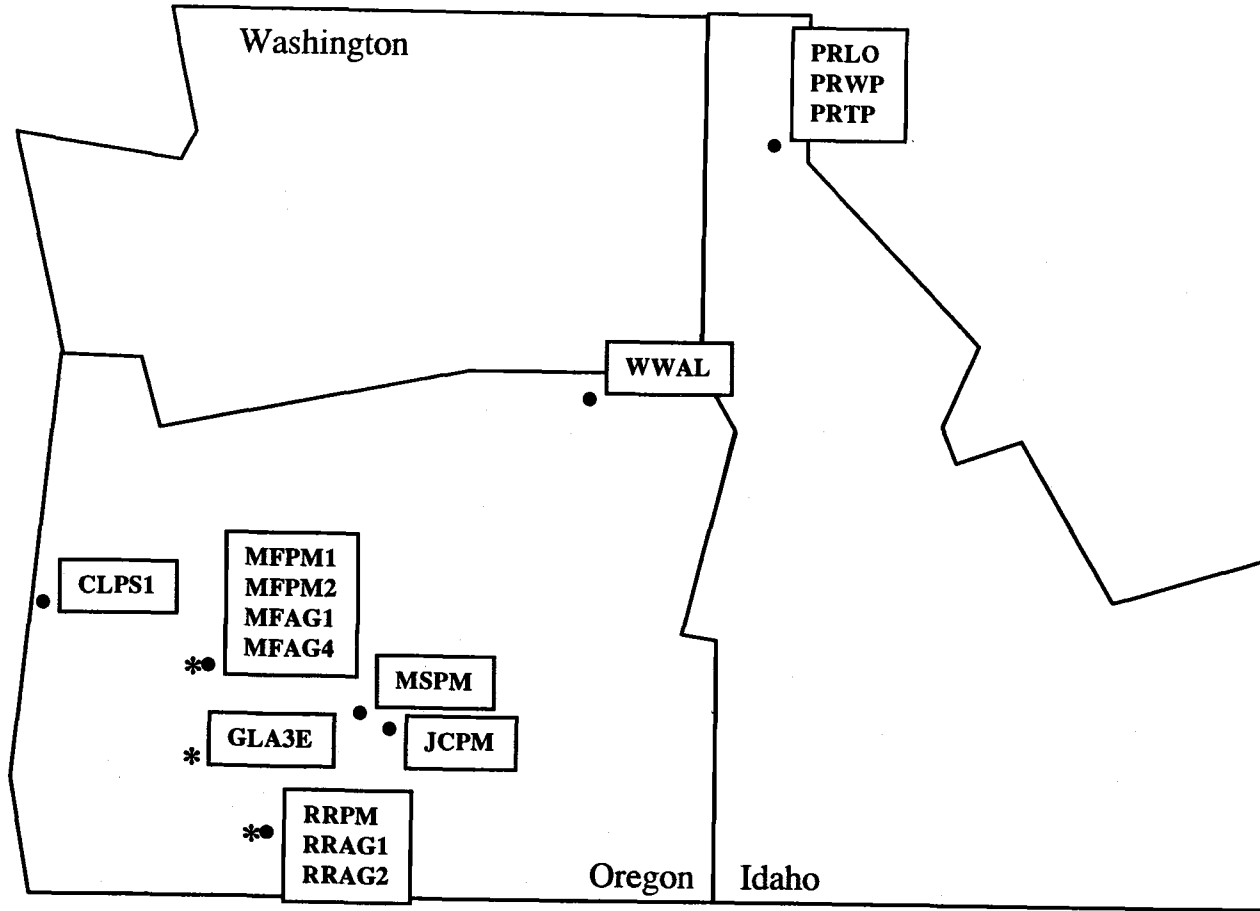 Washington
PRLO
PRWP
PRTP
WWAL
MFPM1
MFPM2
MFAG1
MFAG4
CLPS1
MSPM
GLA3E
JCPM
RRPM
RRAG1
RRAG2
Oregon
Idaho